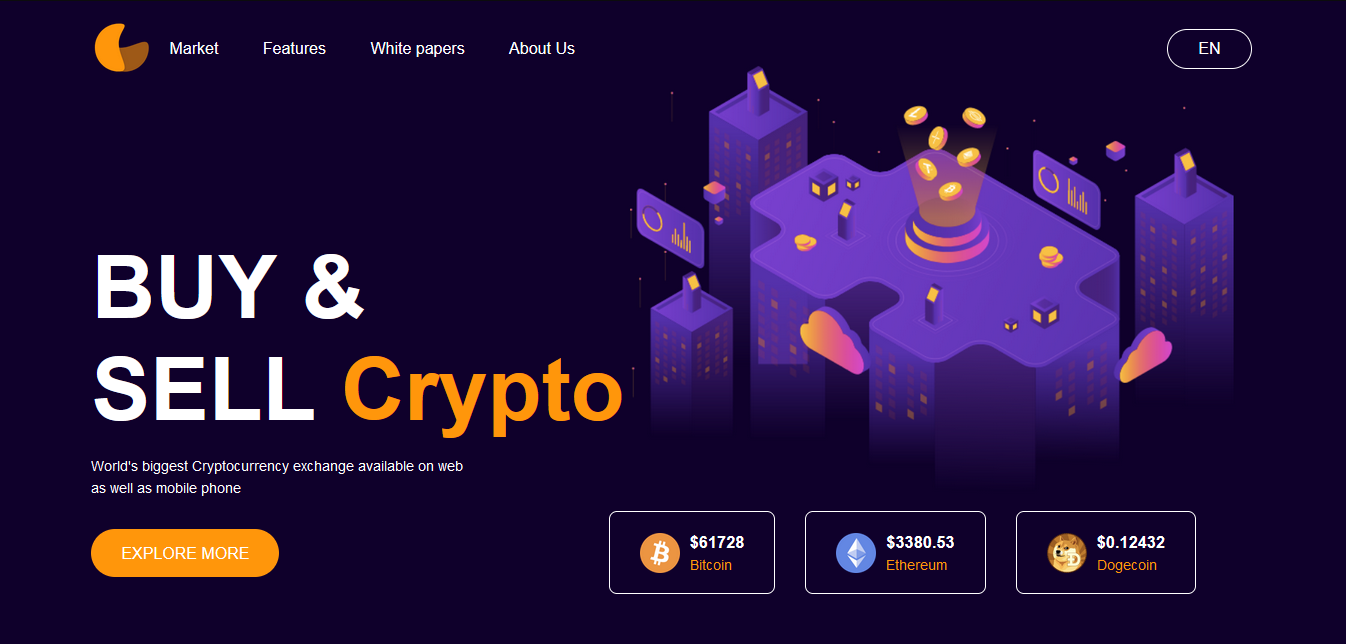 Market Features White papers About Us EN
BUY &
SELL Crypto
World's biggest Cryptocurrency exchange available on web
as well as mobile phone
EXPLORE MORE
$61728
Bitcoin
$3380.53
Ethereum
$0.12432
Dogecoin